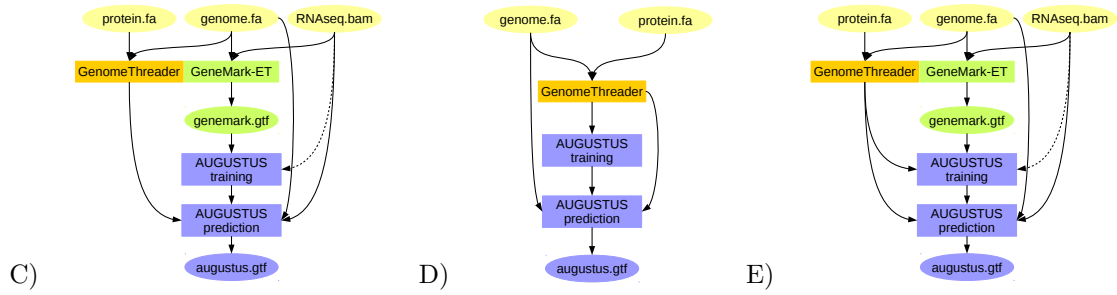 C)
protein.fa
genome.fa
RNAseq.bam
GenomeThreader
GeneMark-ET
genemark.gtf
AUGUSTUS
training
AUGUSTUS
prediction
augustus.gtf
D)
genome.fa
protein.fa
GenomeThreader
AUGUSTUS
training
AUGUSTUS
prediction
augustus.gtf
E)
protein.fa
genome.fa
RNAseq.bam
GenomeThreader
GeneMark-ET
genemark.gtf
AUGUSTUS
training
AUGUSTUS
prediction
augustus.gtf